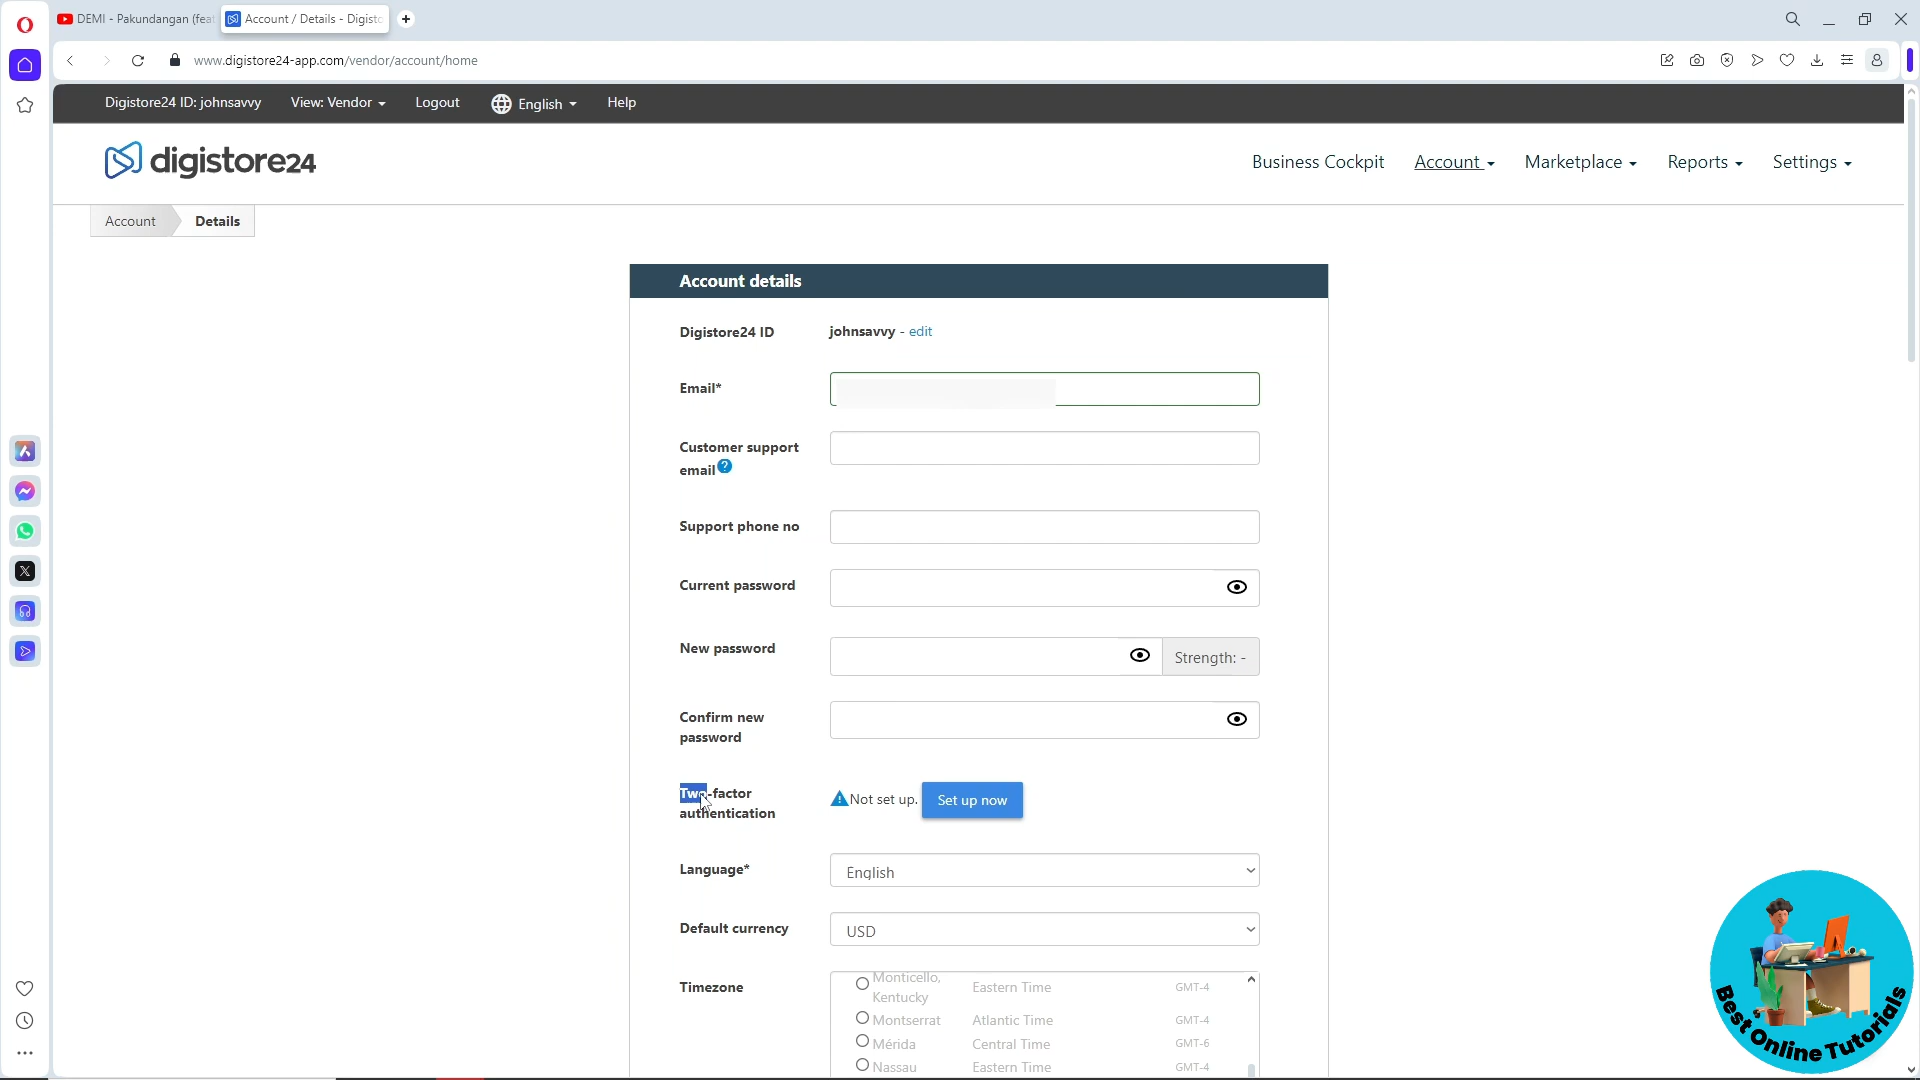 DEMI - Pakundangan (fea
Account / Details - Digisto
www.digistore24-app.com/vendor/account/home
Digistore24 ID: johnsavvy
View: Vendor
Logout
English
Help
digistore24
Business Cockpit
Account
Marketplace
Reports
Settings
Account
Details
Account details
Digistore24 ID
johnsavvy - edit
Email*
Customer support
email
Support phone no
Current password
New password
Strength: -
Confirm new
password
Two-factor
authentication
Not set up.
Set up now
Language*
English
Default currency
USD
Timezone
Monticello,
Kentucky
Eastern Time
GMT-4
Montserrat
Atlantic Time
GMT-4
Mérida
Central Time
GMT-6
Nassau
Eastern Time
GMT-4
Best Online Tutorials